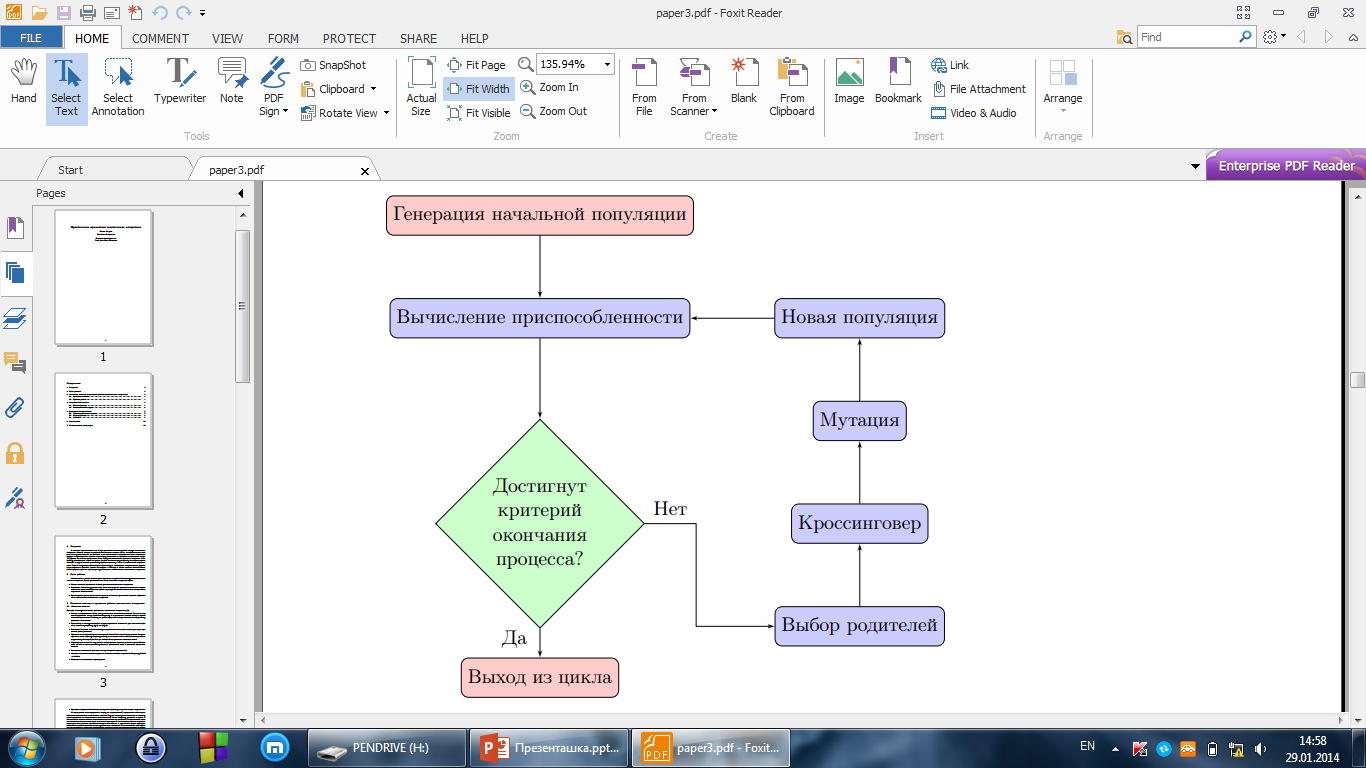 paper3.pdf - Foxit Reader
FILE HOME COMMENT VIEW FORM PROTECT SHARE HELP
Find
Hand
Select Text
Select Annotation
Typewriter
Note
PDF Sign
SnapShot
Clipboard
Rotate View
Tools
Actual Size
Fit Page
Fit Width
Fit Visible
135.94%
Zoom In
Zoom Out
Zoom
From File
From Scanner
Blank
From Clipboard
Create
Image
Bookmark
Link
File Attachment
Video & Audio
Insert
Arrange
Arrange
Start
paper3.pdf
Enterprise PDF Reader
Pages
1
2
3
Генерация начальной популяции
Вычисление приспособленности
Новая популяция
Мутация
Достигнут
критерий
окончания
процесса?
Нет
Кроссинговер
Выбор родителей
Да
Выход из цикла
PENDRIVE (H:)
Презенташка.ppt...
paper3.pdf - Foxit...
EN
14:58
29.01.2014